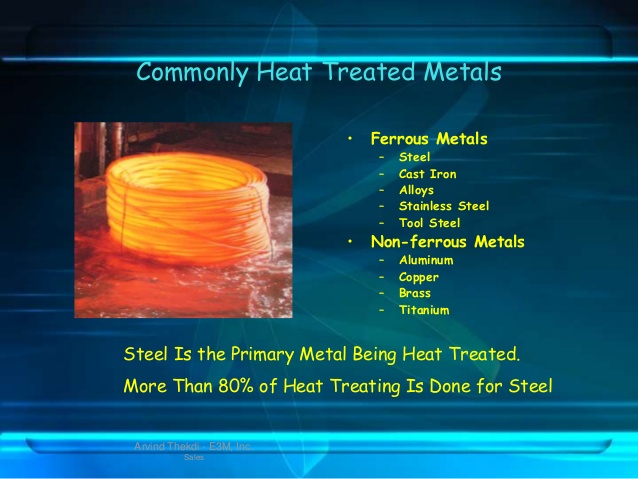 Commonly Heat Treated Metals
• Ferrous Metals
– Steel
– Cast Iron
– Alloys
– Stainless Steel
– Tool Steel
• Non-ferrous Metals
– Aluminum
– Copper
– Brass
– Titanium
Steel Is the Primary Metal Being Heat Treated.
More Than 80% of Heat Treating Is Done for Steel
Arvind Thekdi - E3M, Inc.
Sales